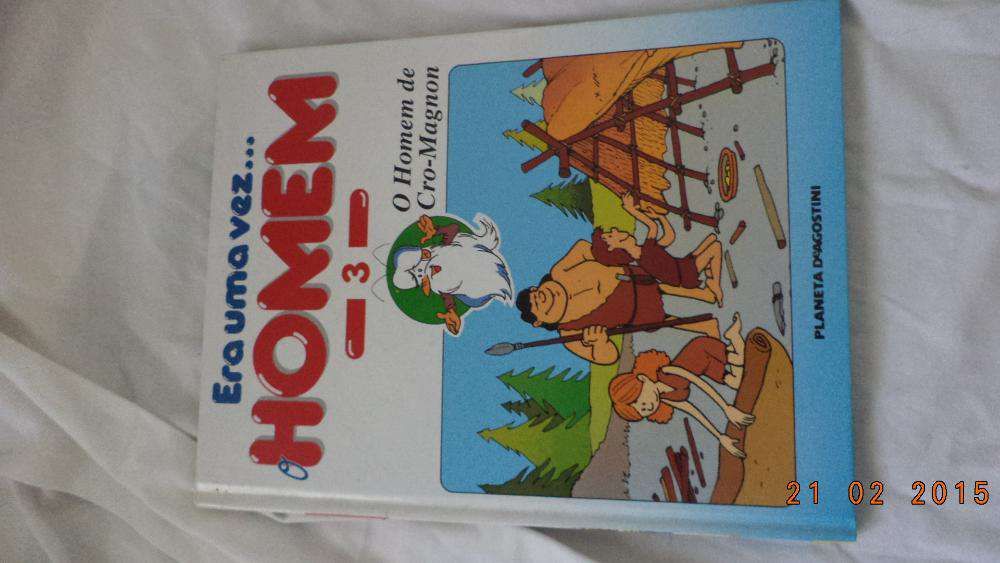 Era uma vez...
O HOMEM
3
O Homem de
Cro-Magnon
PLANETA DeAGOSTINI
21 02 2015